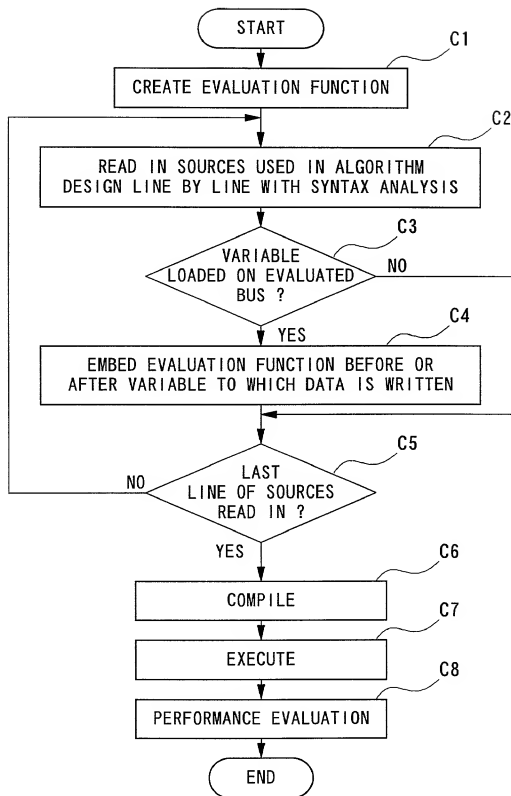 START
C1
CREATE EVALUATION FUNCTION
C2
READ IN SOURCES USED IN ALGORITHM
DESIGN LINE BY LINE WITH SYNTAX ANALYSIS
C3
VARIABLE
LOADED ON EVALUATED
BUS ?
NO
YES
C4
EMBED EVALUATION FUNCTION BEFORE OR
AFTER VARIABLE TO WHICH DATA IS WRITTEN
C5
NO
LAST
LINE OF SOURCES
READ IN ?
YES
C6
COMPILE
C7
EXECUTE
C8
PERFORMANCE EVALUATION
END